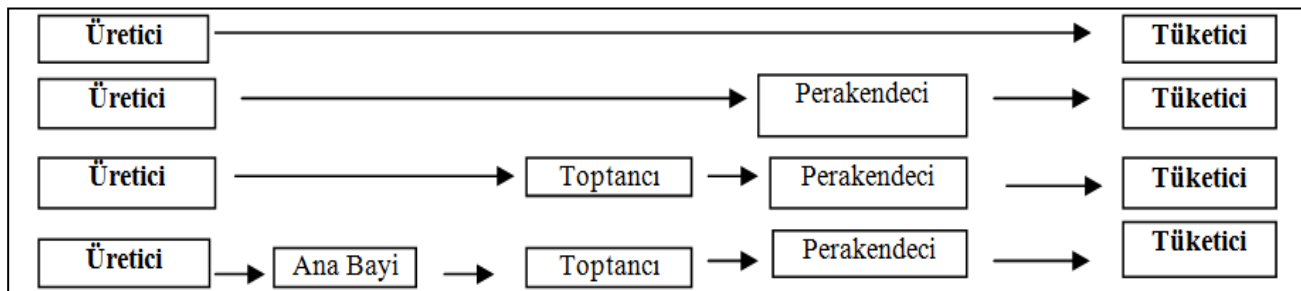 Üretici Tüketici
Üretici Perakendeci Tüketici
Üretici Toptancı Perakendeci Tüketici
Üretici Ana Bayi Toptancı Perakendeci Tüketici